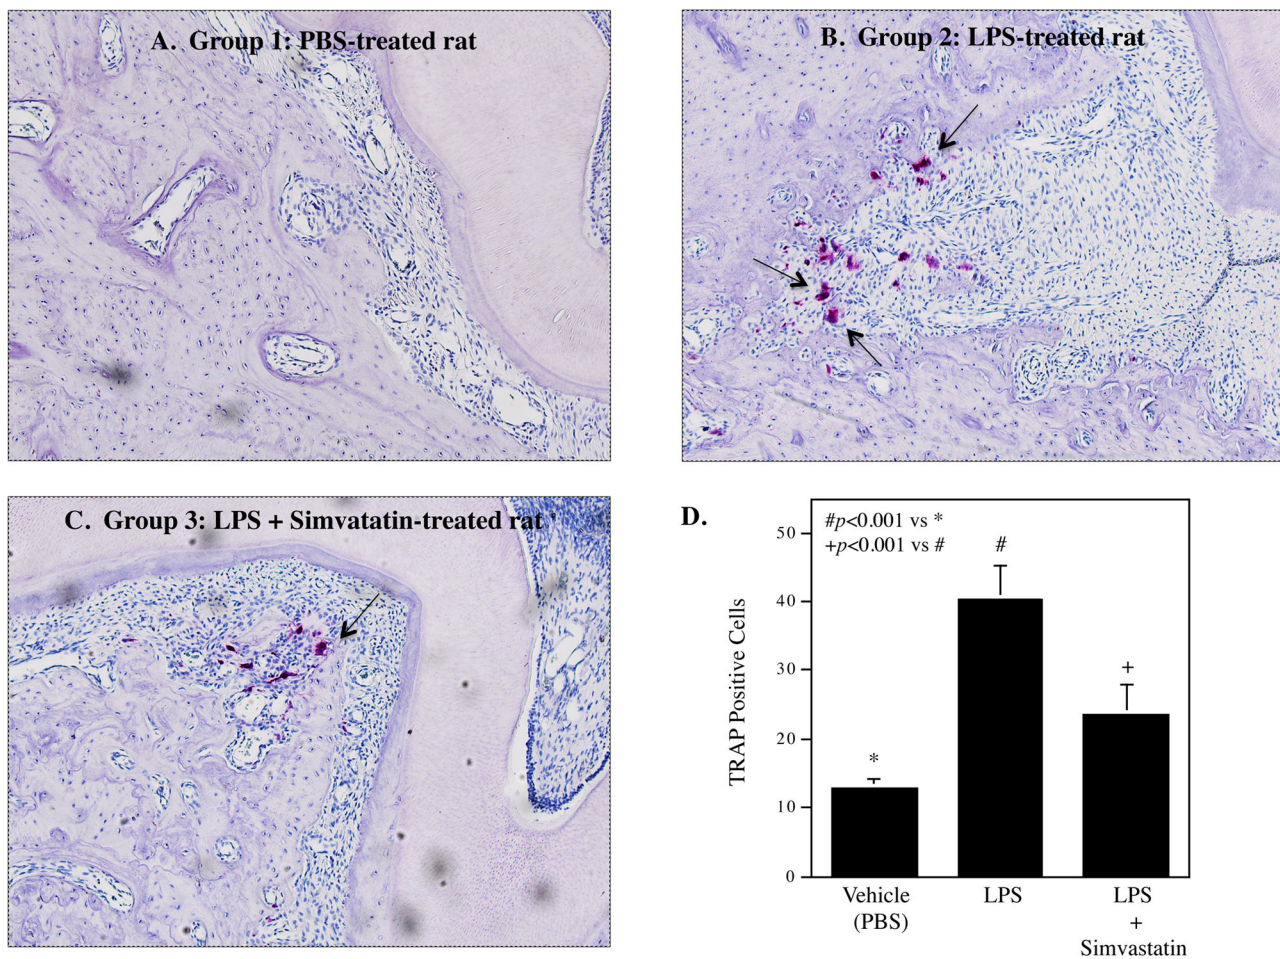 A. Group 1: PBS-treated rat
B. Group 2: LPS-treated rat
C. Group 3: LPS + Simvatatin-treated rat
D.
#p<0.001 vs *
+p<0.001 vs #
TRAP Positive Cells
50
40
30
20
10
0
*
#
+
Vehicle
(PBS)
LPS
LPS
+
Simvastatin